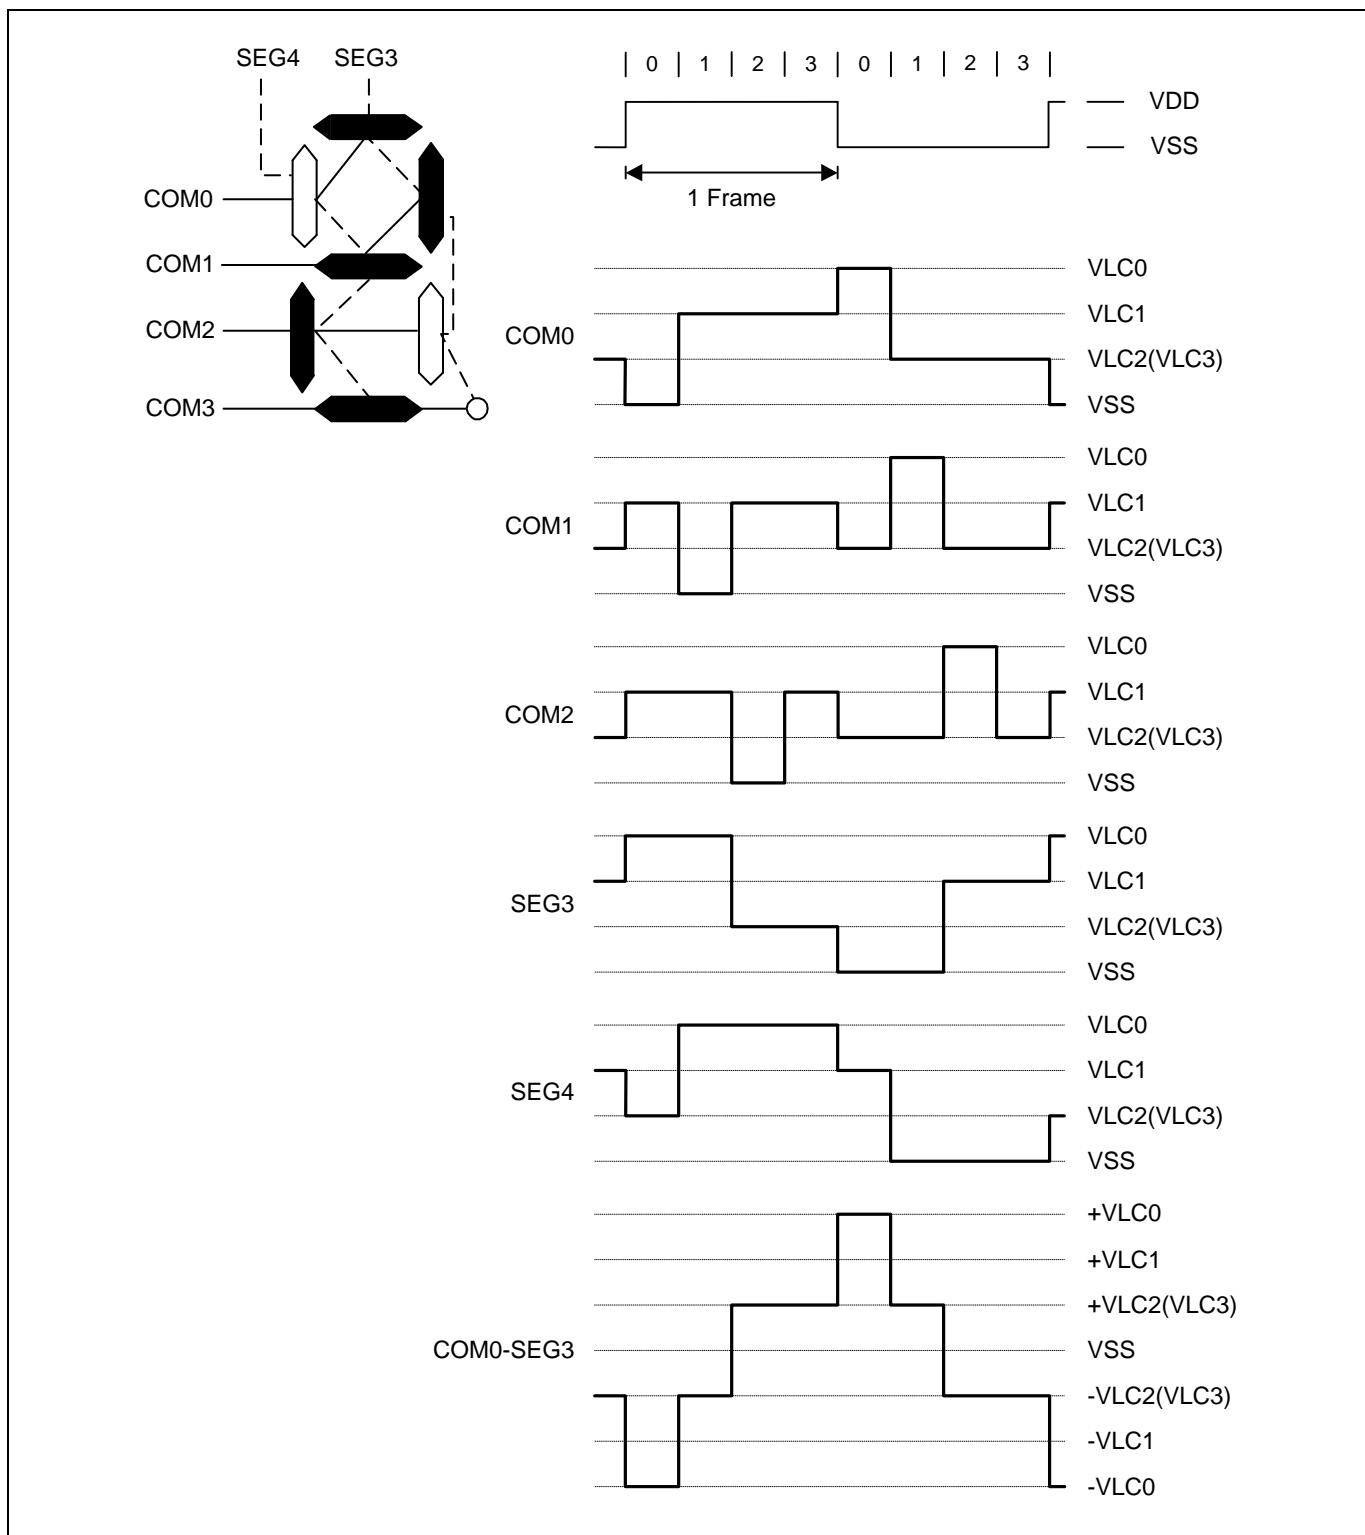 SEG4 SEG3
COM0
COM1
COM2
COM3
0 1 2 3 0 1 2 3
VDD
VSS
1 Frame
COM0
VLC0
VLC1
VLC2(VLC3)
VSS
COM1
VLC0
VLC1
VLC2(VLC3)
VSS
COM2
VLC0
VLC1
VLC2(VLC3)
VSS
SEG3
VLC0
VLC1
VLC2(VLC3)
VSS
SEG4
VLC0
VLC1
VLC2(VLC3)
VSS
COM0-SEG3
+VLC0
+VLC1
+VLC2(VLC3)
VSS
-VLC2(VLC3)
-VLC1
-VLC0